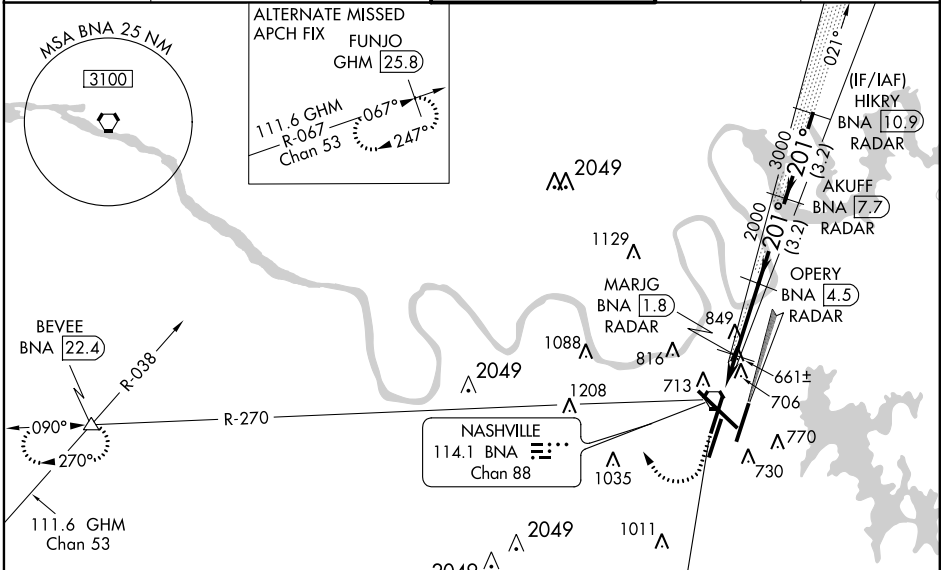 MSA BNA 25 NM
3100
ALTERNATE MISSED
APCH FIX
FUNJO
GHM 25.8
111.6 GHM
R-067
Chan 53
067°
247°
021°
(IF/IAF)
HIKRY
BNA 10.9
RADAR
3000
201°
(3.2)
AKUFF
BNA 7.7
RADAR
2000
201°
(3.2)
OPERY
BNA 4.5
RADAR
2049
1129
MARJG
BNA 1.8
RADAR
849
BEVEE
BNA 22.4
R-038
1088
816
661±
2049
713
706
1208
R-270
090°
270°
NASHVILLE
114.1 BNA
Chan 88
770
730
1035
111.6 GHM
Chan 53
2049
1011
2049